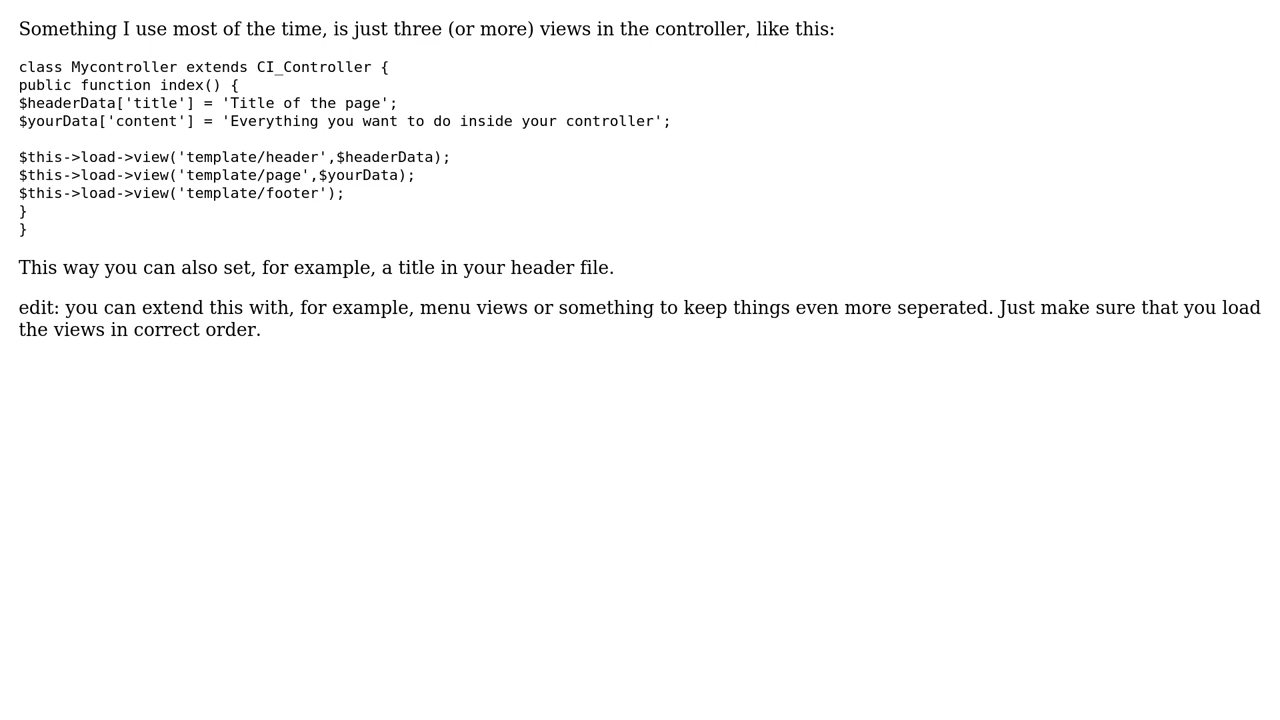 Something I use most of the time, is just three (or more) views in the controller, like this:
class Mycontroller extends CI_Controller {
public function index() {
$headerData['title'] = 'Title of the page';
$yourData['content'] = 'Everything you want to do inside your controller';
$this->load->view('template/header',$headerData);
$this->load->view('template/page',$yourData);
$this->load->view('template/footer');
}
}
This way you can also set, for example, a title in your header file.
edit: you can extend this with, for example, menu views or something to keep things even more seperated. Just make sure that you load
the views in correct order.